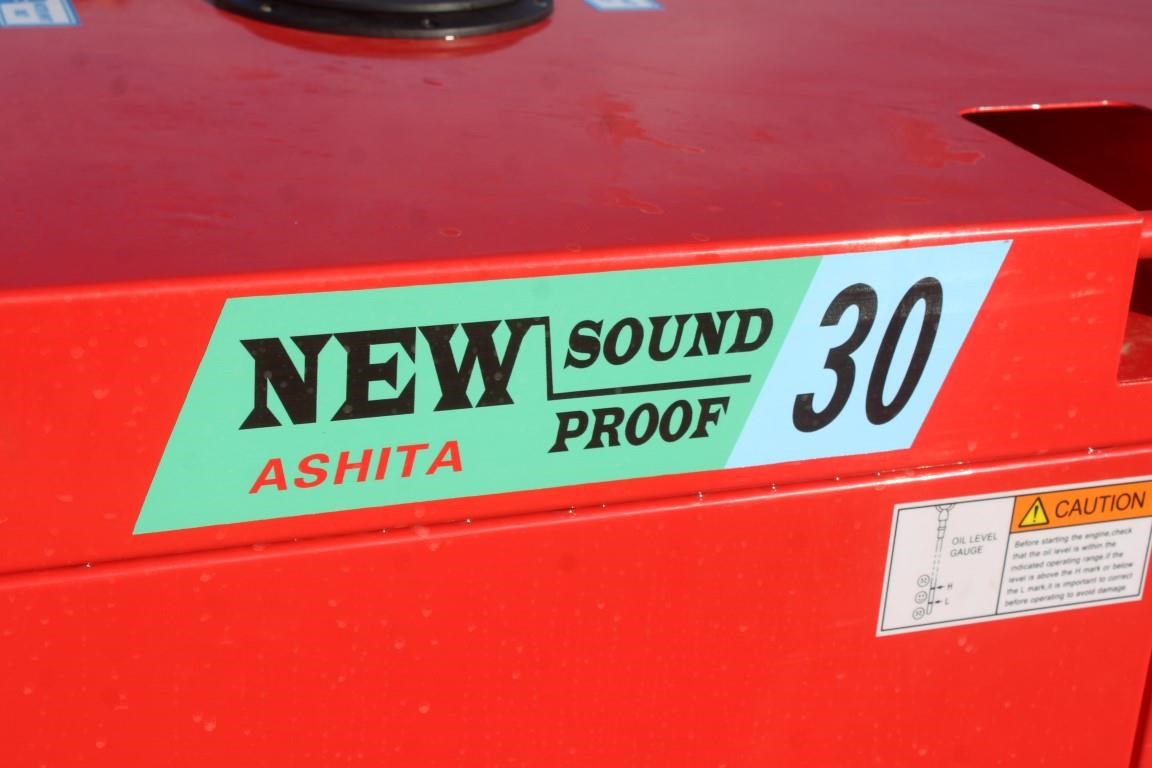 NEW SOUND PROOF 30
ASHITA
OIL LEVEL
GAUGE
H
L
CAUTION
Before starting the engine,check
that the oil level is within the
indicated operating range.if the
level is above the H mark or below
the L mark,it is important to correct
before operating to avoid damage